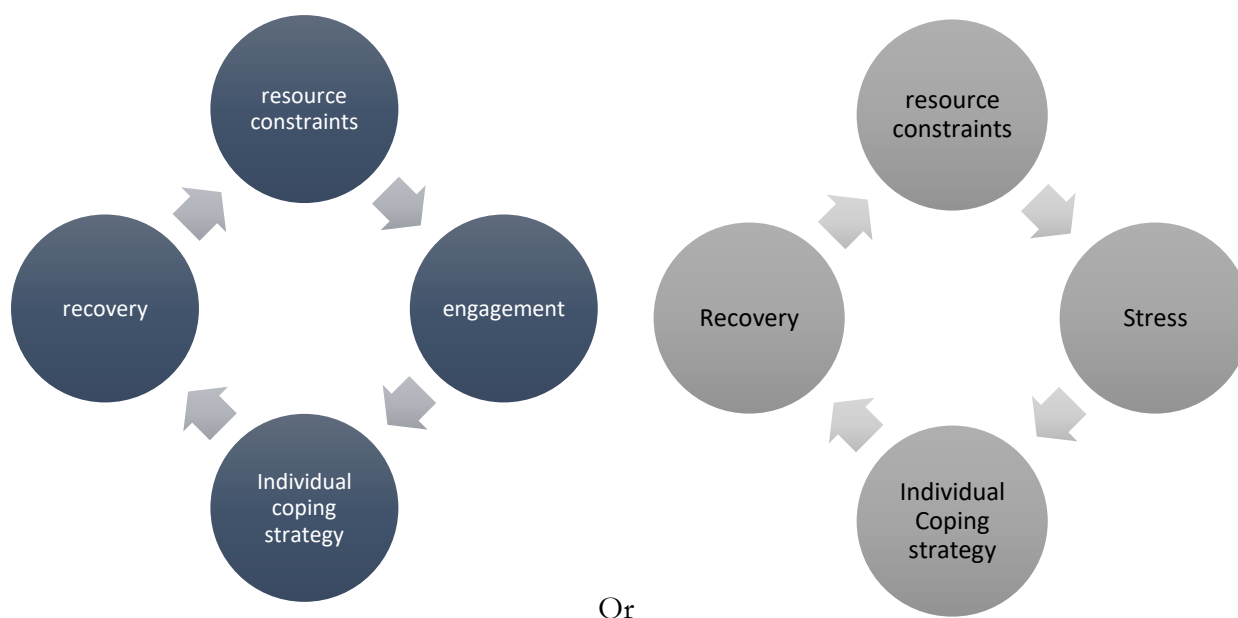 resource
constraints
engagement
Individual
coping
strategy
recovery
Or
resource
constraints
Stress
Individual
Coping
strategy
Recovery